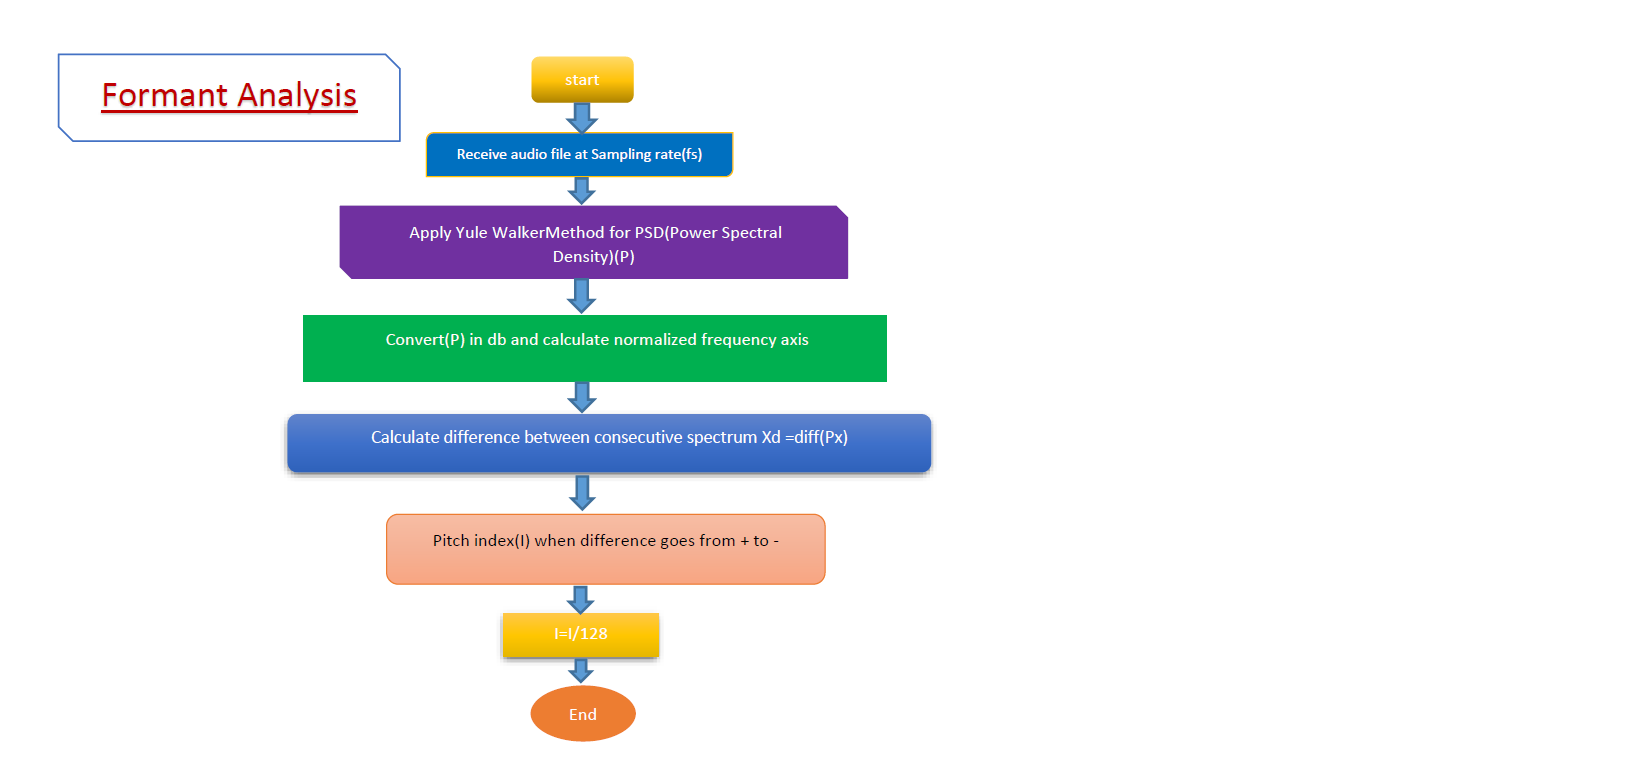 Formant Analysis
start
Receive audio file at Sampling rate(fs)
Apply Yule WalkerMethod for PSD(Power Spectral
Density)(P)
Convert(P) in db and calculate normalized frequency axis
Calculate difference between consecutive spectrum Xd =diff(Px)
Pitch index(I) when difference goes from + to -
I=I/128
End